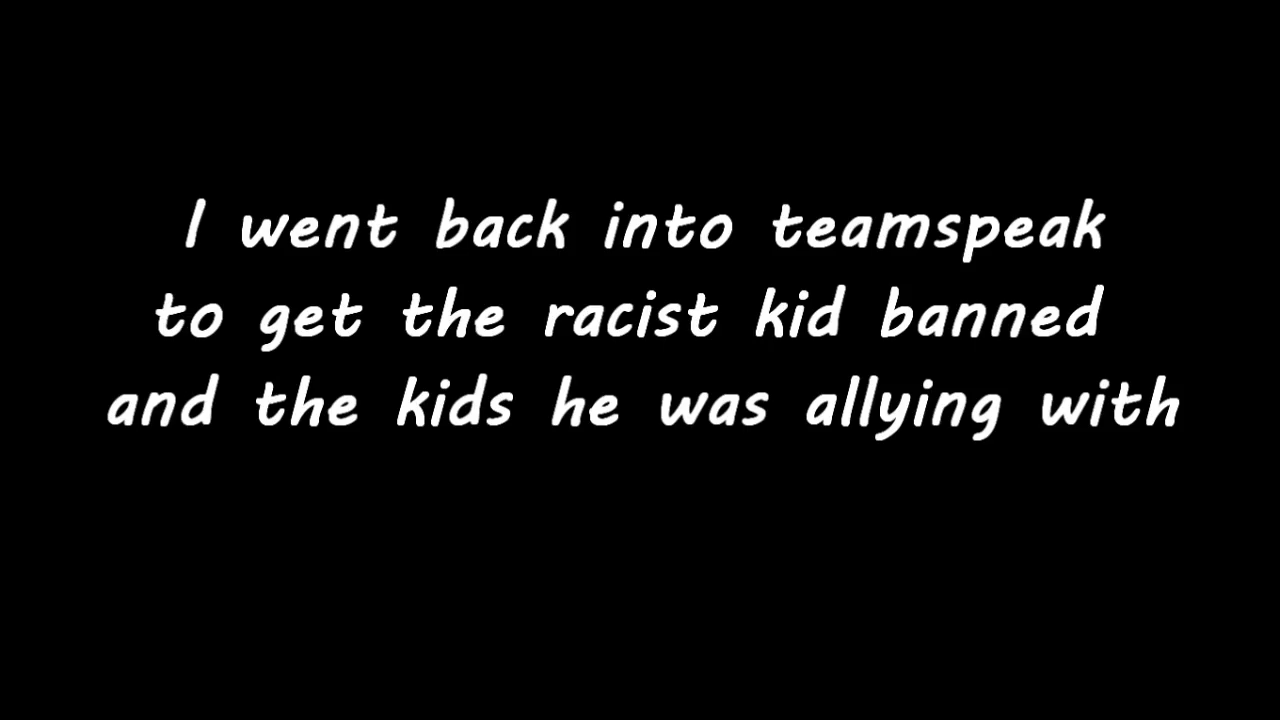 I went back into teamspeak
to get the racist kid banned
and the kids he was allying with